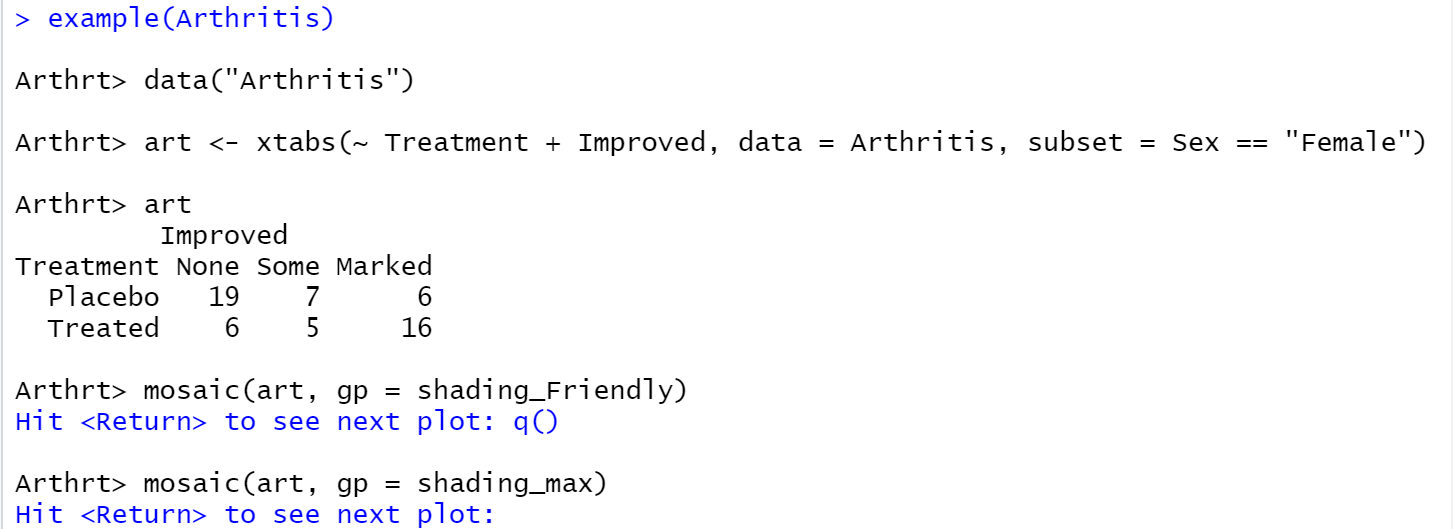 > example(Arthritis)
Arthrt> data("Arthritis")
Arthrt> art <- xtabs(~ Treatment + Improved, data = Arthritis, subset = Sex == "Female")
Arthrt> art
         Improved
Treatment None Some Marked
  Placebo   19    7      6
  Treated    6    5     16
Arthrt> mosaic(art, gp = shading_Friendly)
Hit <Return> to see next plot: q()
Arthrt> mosaic(art, gp = shading_max)
Hit <Return> to see next plot: